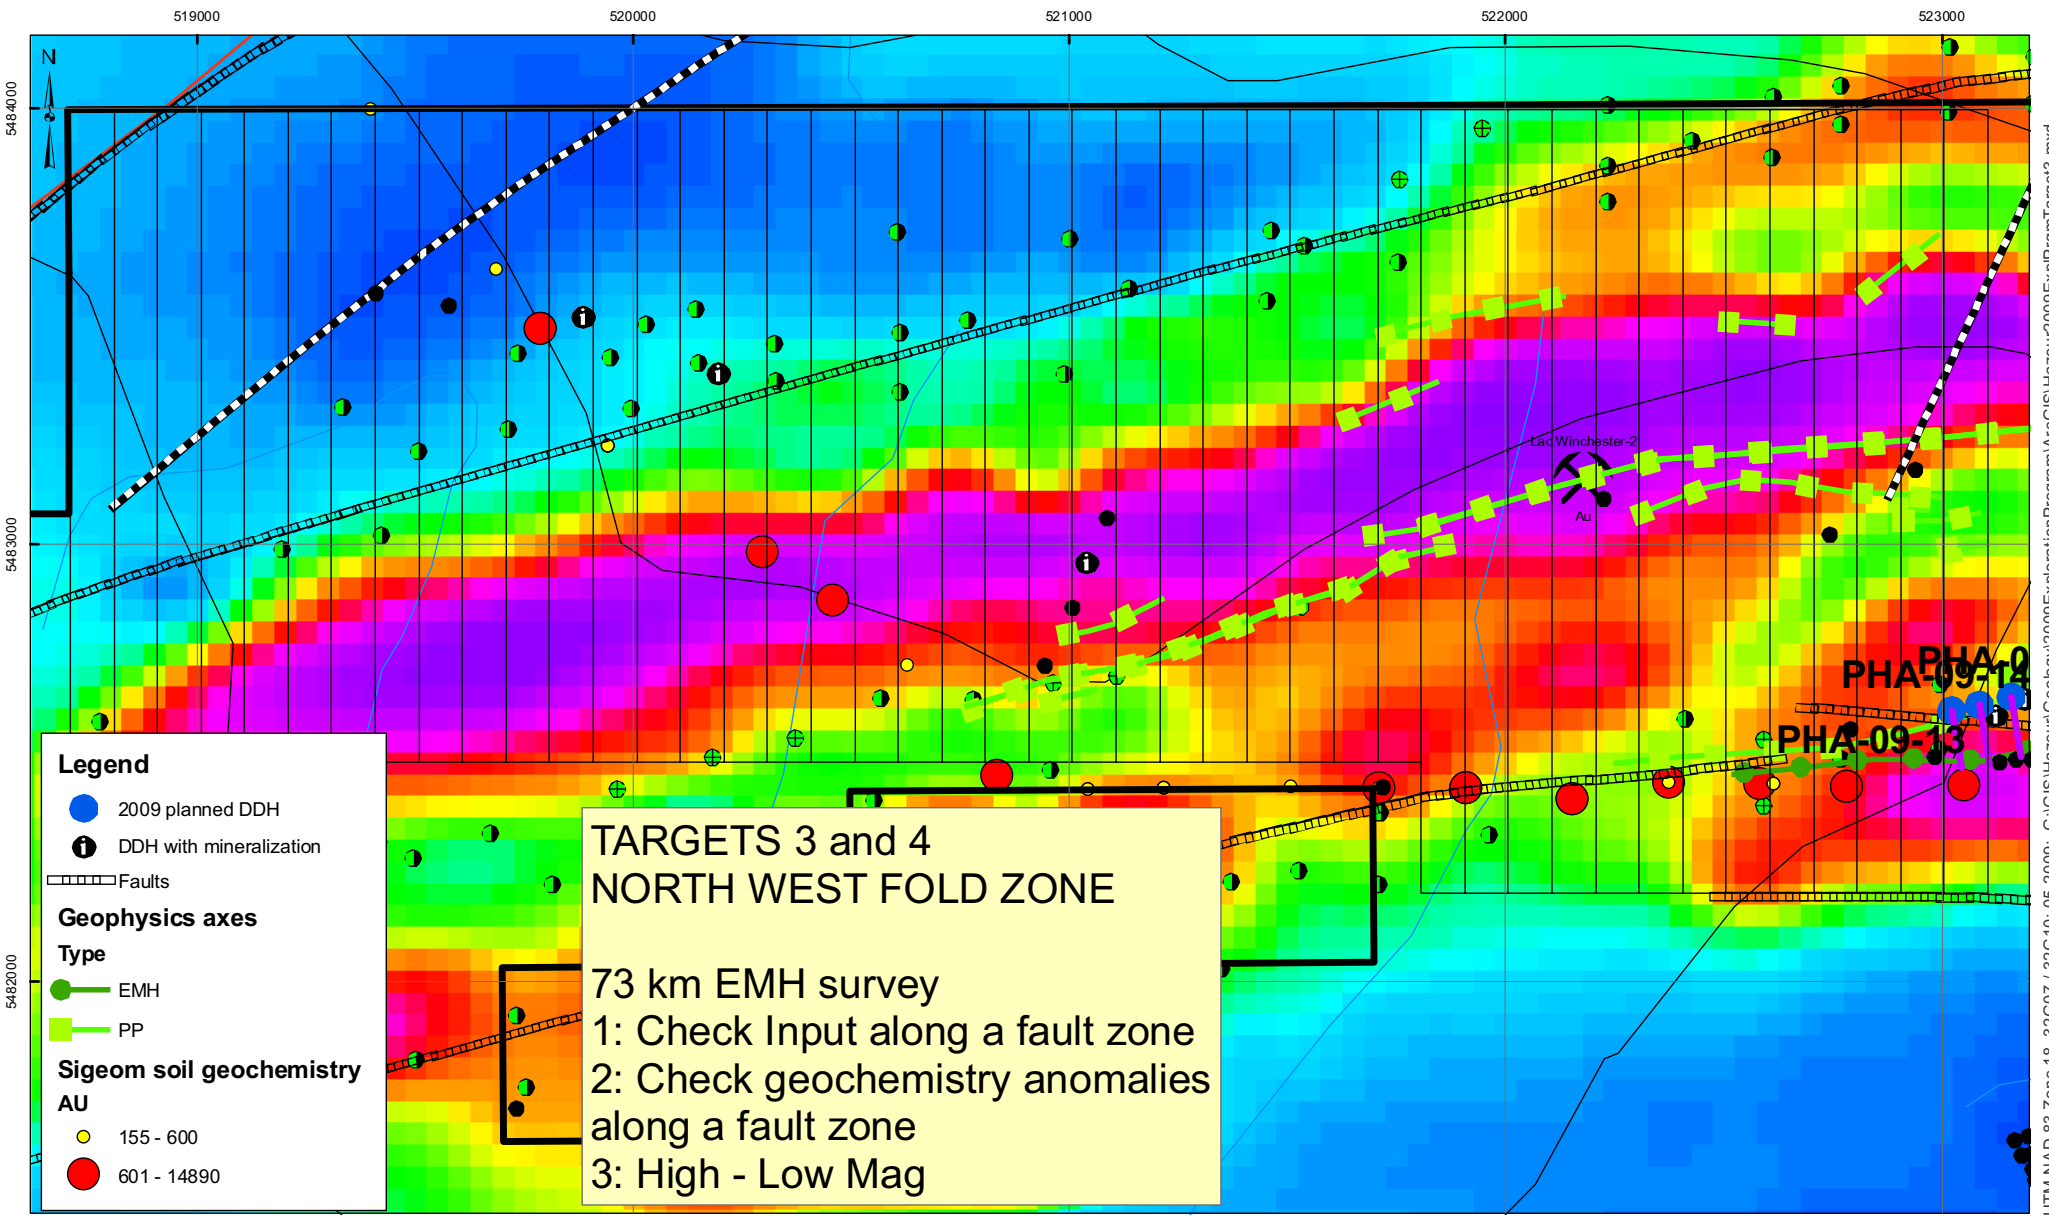 519000
520000
521000
522000
523000
N
5484000
5483000
5482000
Lac Winchester-2
Au
PHA-0
PHA-09-14
PHA-09-13
Legend
2009 planned DDH
DDH with mineralization
Faults
Geophysics axes
Type
EMH
PP
Sigeom soil geochemistry
AU
155 - 600
601 - 14890
TARGETS 3 and 4
NORTH WEST FOLD ZONE
73 km EMH survey
1: Check Input along a fault zone
2: Check geochemistry anomalies
along a fault zone
3: High - Low Mag